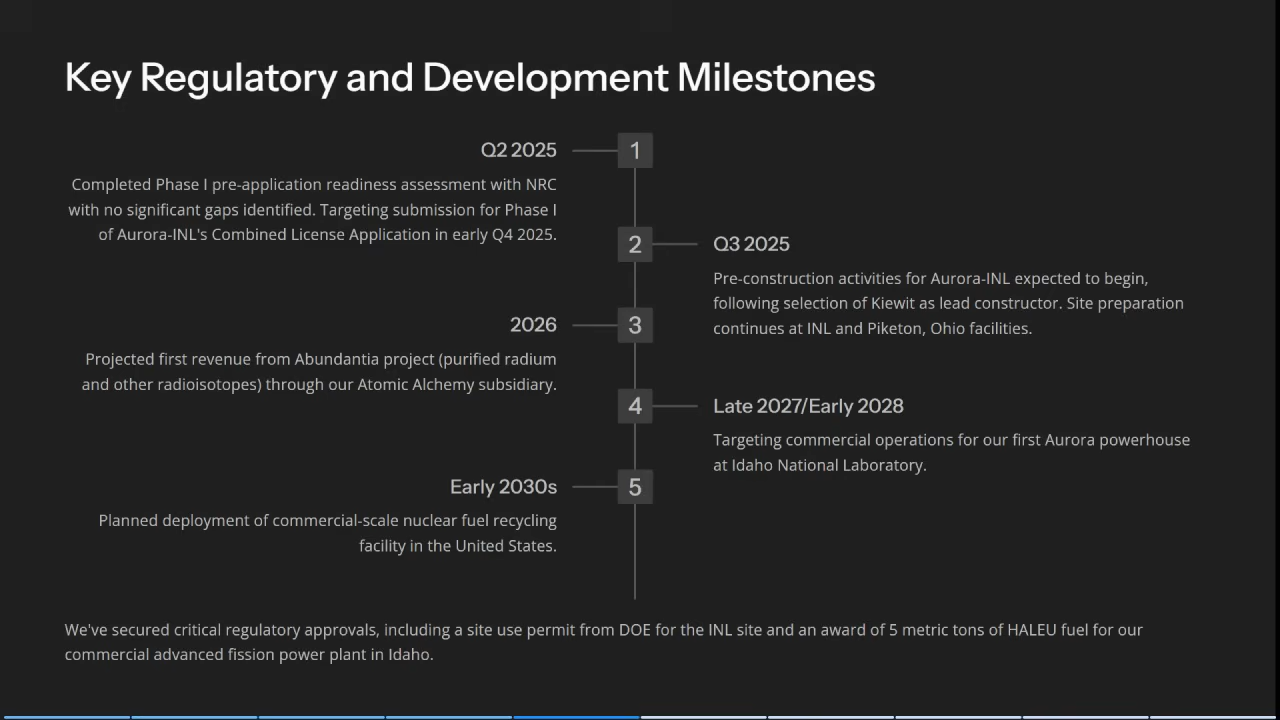 Key Regulatory and Development Milestones
Q2 2025
1
Completed Phase I pre-application readiness assessment with NRC
with no significant gaps identified. Targeting submission for Phase I
of Aurora-INL's Combined License Application in early Q4 2025.
2
Q3 2025
Pre-construction activities for Aurora-INL expected to begin,
following selection of Kiewit as lead constructor. Site preparation
continues at INL and Piketon, Ohio facilities.
2026
3
Projected first revenue from Abundantia project (purified radium
and other radioisotopes) through our Atomic Alchemy subsidiary.
4
Late 2027/Early 2028
Targeting commercial operations for our first Aurora powerhouse
at Idaho National Laboratory.
Early 2030s
5
Planned deployment of commercial-scale nuclear fuel recycling
facility in the United States.
We've secured critical regulatory approvals, including a site use permit from DOE for the INL site and an award of 5 metric tons of HALEU fuel for our
commercial advanced fission power plant in Idaho.